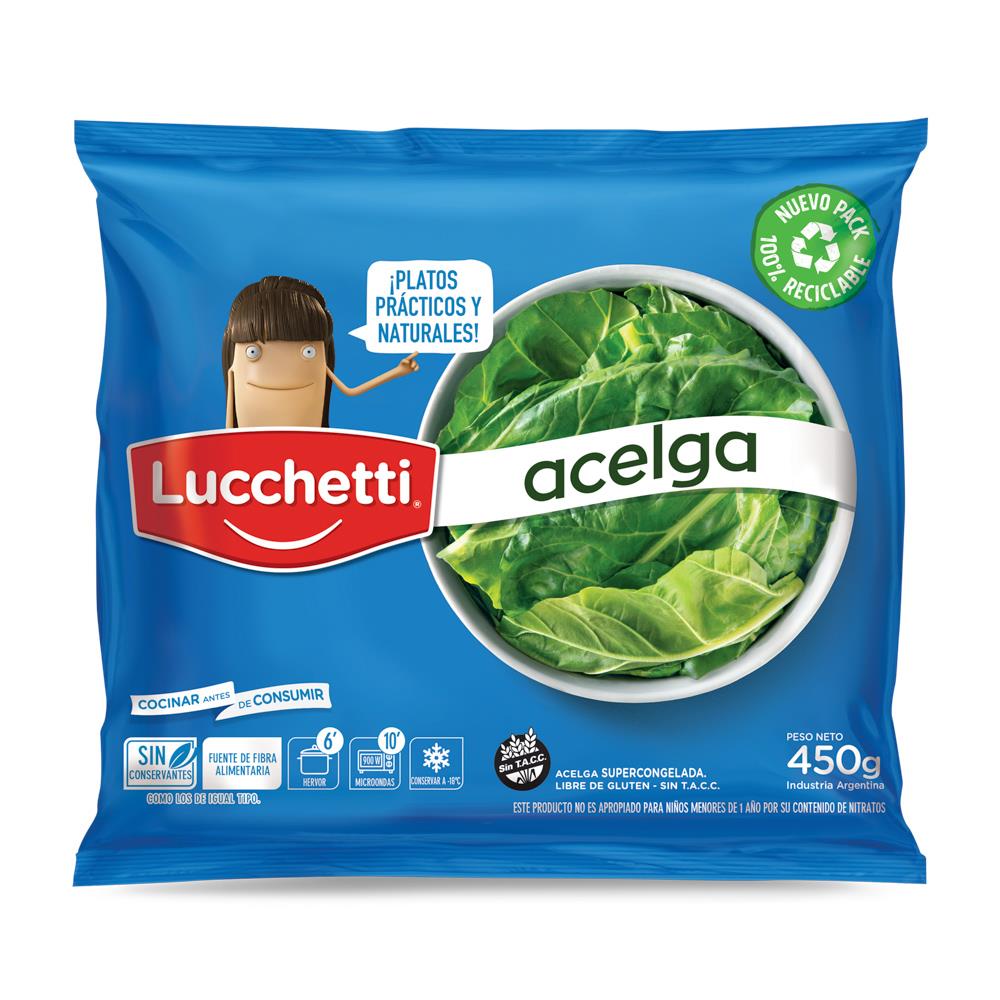 NUEVO PACK
100% RECICLABLE
¡PLATOS
PRÁCTICOS Y
NATURALES!
Lucchetti®
acelga
COCINAR ANTES DE CONSUMIR
SIN
CONSERVANTES
COMO LOS DE IGUAL TIPO.
FUENTE DE FIBRA
ALIMENTARIA
6'
HERVOR
10'
900 W
MICROONDAS
CONSERVAR A -18°C
Sin T.A.C.C.
ACELGA SUPERCONGELADA.
LIBRE DE GLUTEN - SIN T.A.C.C.
PESO NETO
450g
Industria Argentina
ESTE PRODUCTO NO ES APROPIADO PARA NIÑOS MENORES DE 1 AÑO POR SU CONTENIDO DE NITRATOS